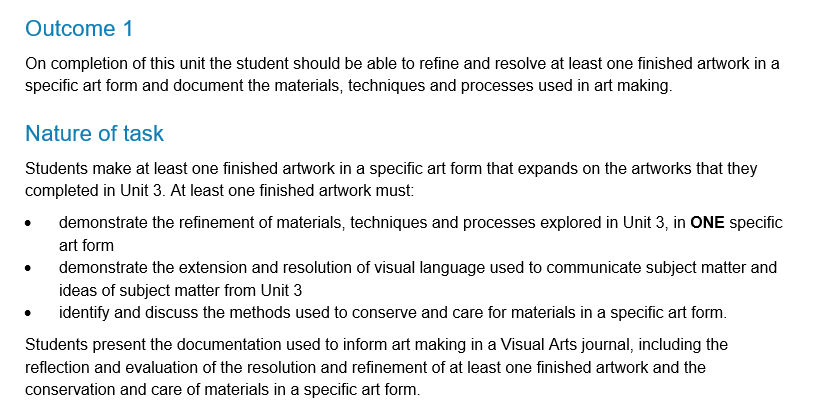 Outcome 1
On completion of this unit the student should be able to refine and resolve at least one finished artwork in a
specific art form and document the materials, techniques and processes used in art making.
Nature of task
Students make at least one finished artwork in a specific art form that expands on the artworks that they
completed in Unit 3. At least one finished artwork must:
• demonstrate the refinement of materials, techniques and processes explored in Unit 3, in ONE specific
art form
• demonstrate the extension and resolution of visual language used to communicate subject matter and
ideas of subject matter from Unit 3
• identify and discuss the methods used to conserve and care for materials in a specific art form.
Students present the documentation used to inform art making in a Visual Arts journal, including the
reflection and evaluation of the resolution and refinement of at least one finished artwork and the
conservation and care of materials in a specific art form.